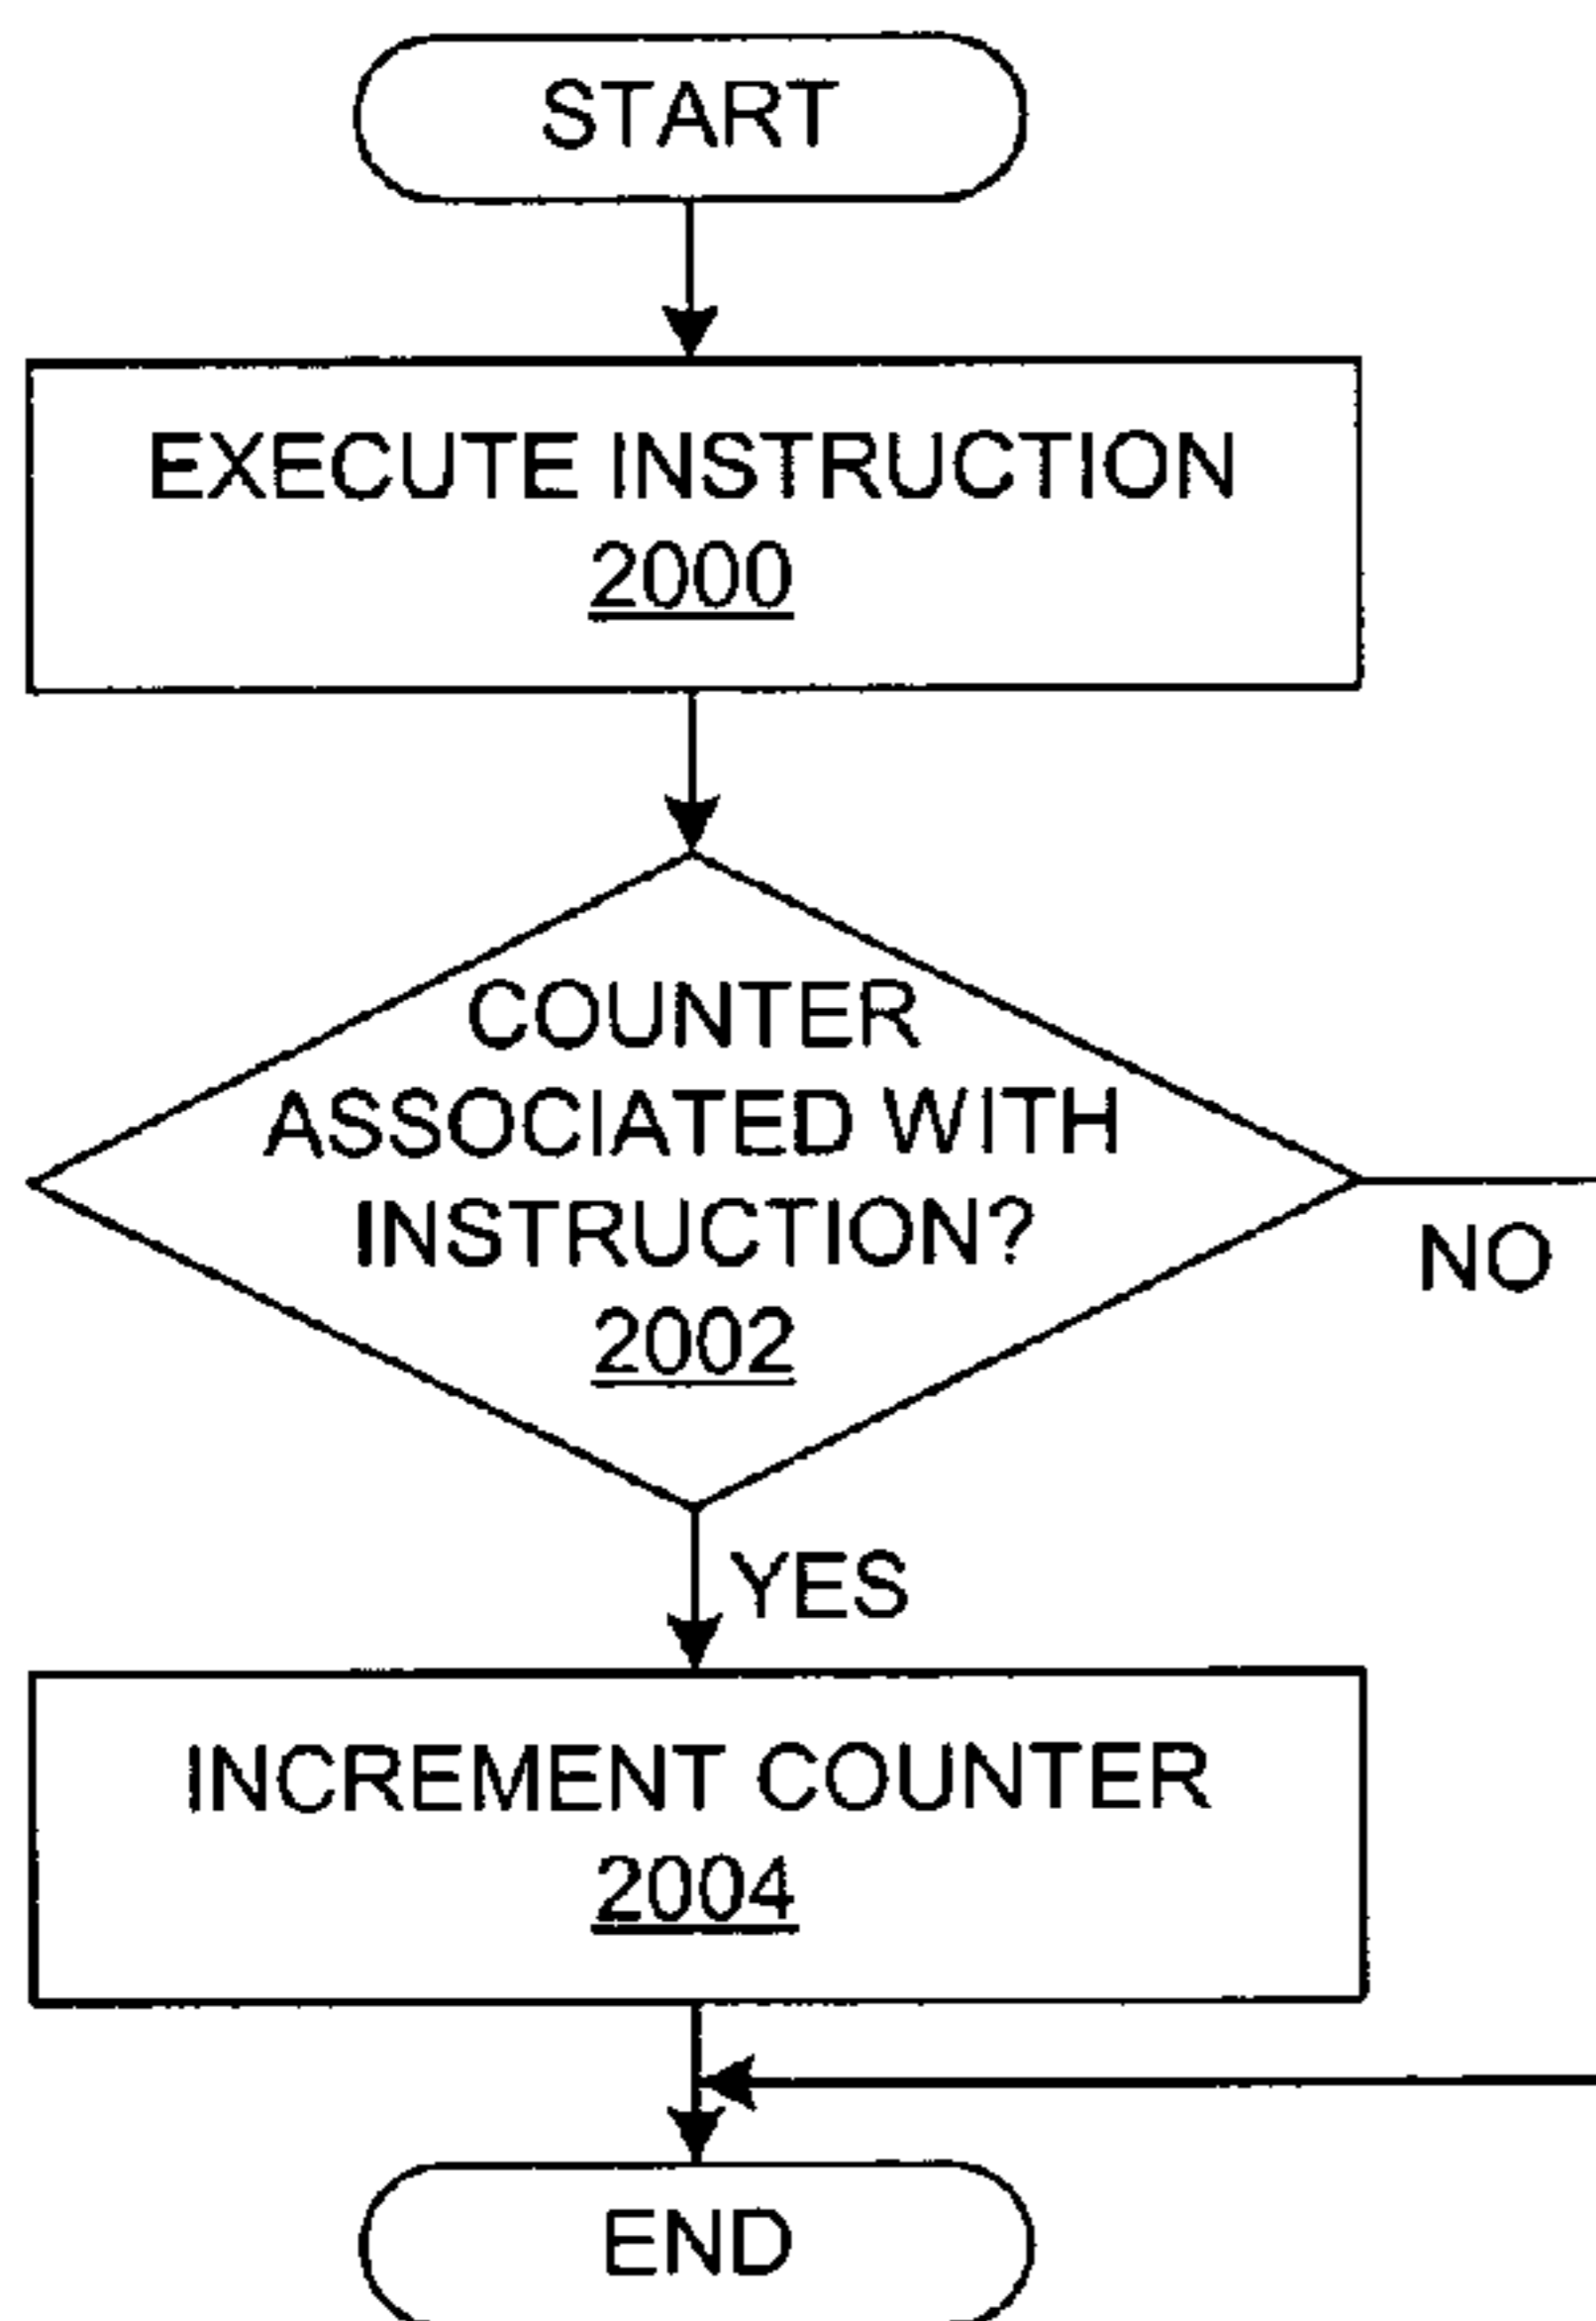 START
EXECUTE INSTRUCTION
2000
COUNTER
ASSOCIATED WITH
INSTRUCTION?
2002
NO
YES
INCREMENT COUNTER
2004
END